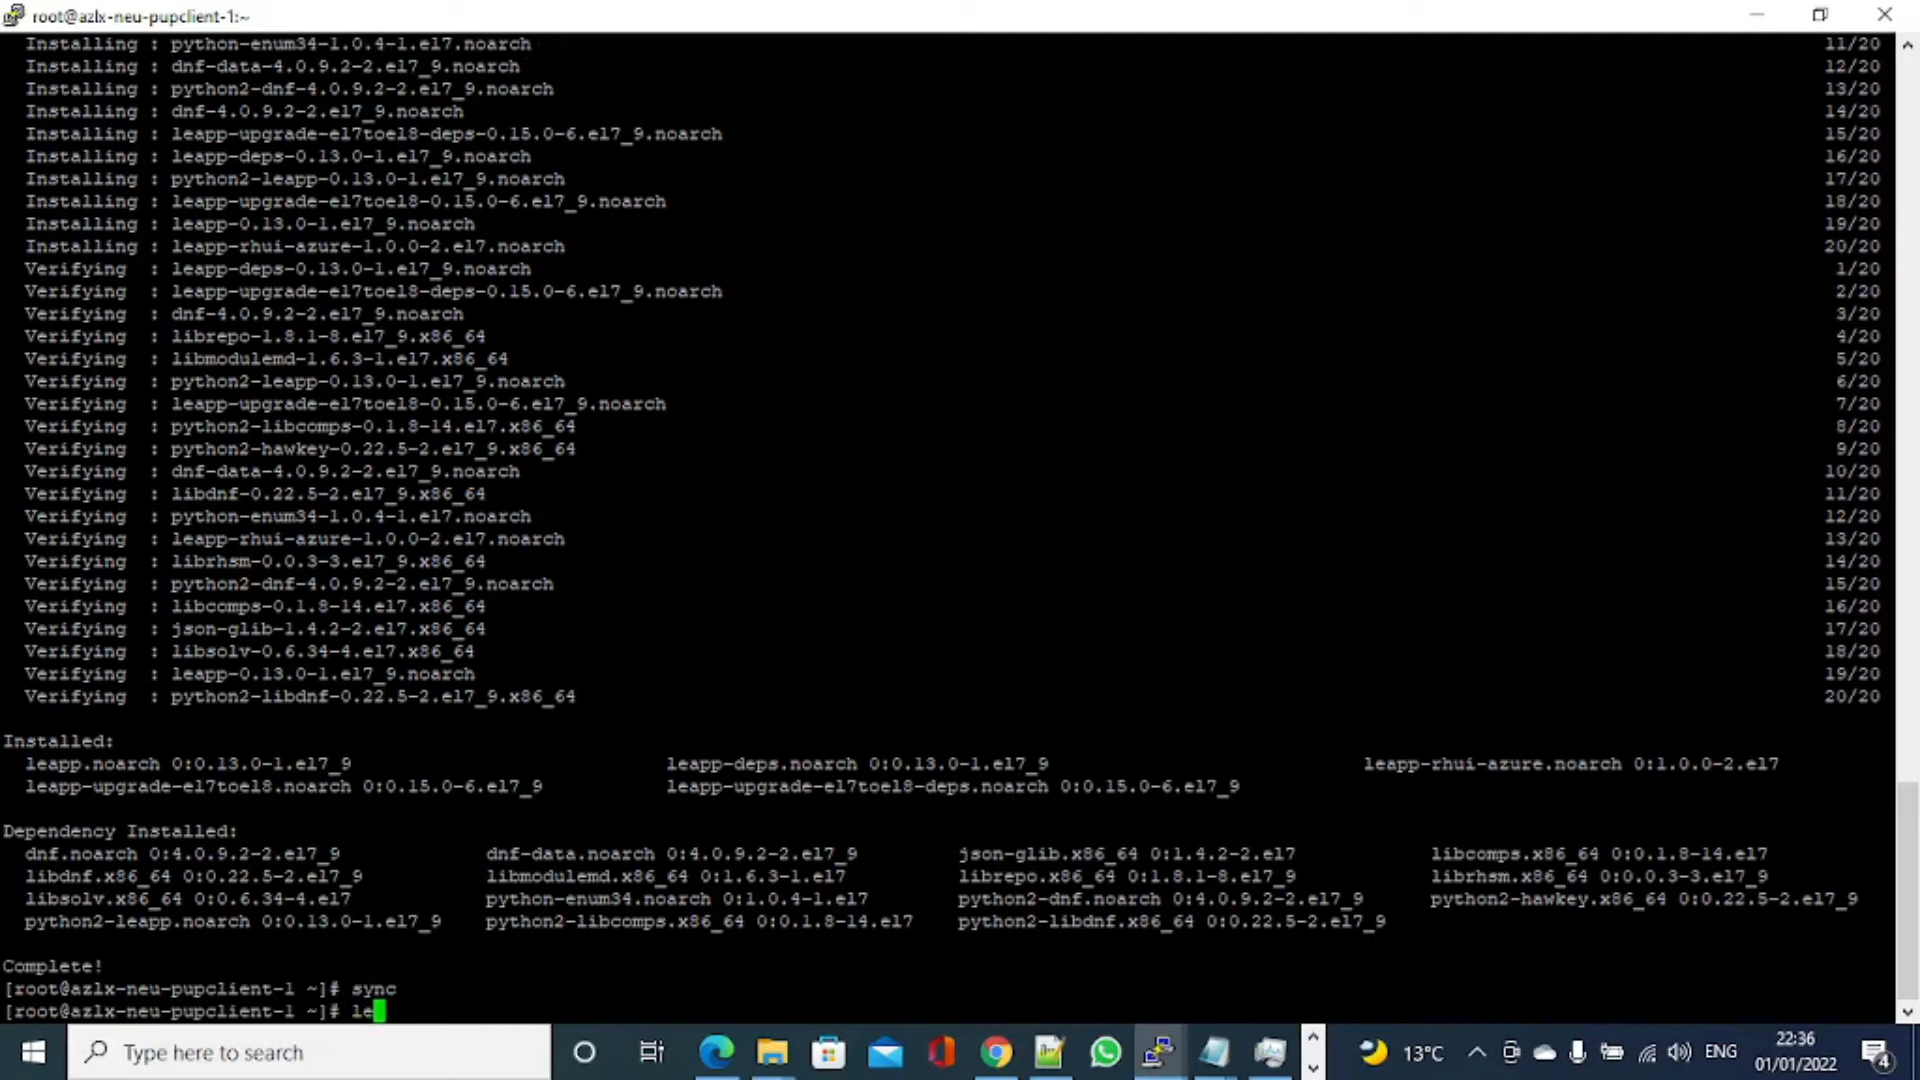 root@azlx-neu-pupclient-1:~
Installing : python-enum34-1.0.4-1.el7.noarch 11/20
Installing : dnf-data-4.0.9.2-2.el7_9.noarch 12/20
Installing : python2-dnf-4.0.9.2-2.el7_9.noarch 13/20
Installing : dnf-4.0.9.2-2.el7_9.noarch 14/20
Installing : leapp-upgrade-el7toel8-deps-0.15.0-6.el7_9.noarch 15/20
Installing : leapp-deps-0.13.0-1.el7_9.noarch 16/20
Installing : python2-leapp-0.13.0-1.el7_9.noarch 17/20
Installing : leapp-upgrade-el7toel8-0.15.0-6.el7_9.noarch 18/20
Installing : leapp-0.13.0-1.el7_9.noarch 19/20
Installing : leapp-rhui-azure-1.0.0-2.el7.noarch 20/20
Verifying : leapp-deps-0.13.0-1.el7_9.noarch 1/20
Verifying : leapp-upgrade-el7toel8-deps-0.15.0-6.el7_9.noarch 2/20
Verifying : dnf-4.0.9.2-2.el7_9.noarch 3/20
Verifying : librepo-1.8.1-8.el7_9.x86_64 4/20
Verifying : libmodulemd-1.6.3-1.el7.x86_64 5/20
Verifying : python2-leapp-0.13.0-1.el7_9.noarch 6/20
Verifying : leapp-upgrade-el7toel8-0.15.0-6.el7_9.noarch 7/20
Verifying : python2-libcomps-0.1.8-14.el7.x86_64 8/20
Verifying : python2-hawkey-0.22.5-2.el7_9.x86_64 9/20
Verifying : dnf-data-4.0.9.2-2.el7_9.noarch 10/20
Verifying : libdnf-0.22.5-2.el7_9.x86_64 11/20
Verifying : python-enum34-1.0.4-1.el7.noarch 12/20
Verifying : leapp-rhui-azure-1.0.0-2.el7.noarch 13/20
Verifying : librhsm-0.0.3-3.el7_9.x86_64 14/20
Verifying : python2-dnf-4.0.9.2-2.el7_9.noarch 15/20
Verifying : libcomps-0.1.8-14.el7.x86_64 16/20
Verifying : json-glib-1.4.2-2.el7.x86_64 17/20
Verifying : libsolv-0.6.34-4.el7.x86_64 18/20
Verifying : leapp-0.13.0-1.el7_9.noarch 19/20
Verifying : python2-libdnf-0.22.5-2.el7_9.x86_64 20/20
Installed:
leapp.noarch 0:0.13.0-1.el7_9 leapp-deps.noarch 0:0.13.0-1.el7_9 leapp-rhui-azure.noarch 0:1.0.0-2.el7
leapp-upgrade-el7toel8.noarch 0:0.15.0-6.el7_9 leapp-upgrade-el7toel8-deps.noarch 0:0.15.0-6.el7_9
Dependency Installed:
dnf.noarch 0:4.0.9.2-2.el7_9 dnf-data.noarch 0:4.0.9.2-2.el7_9 json-glib.x86_64 0:1.4.2-2.el7 libcomps.x86_64 0:0.1.8-14.el7
libdnf.x86_64 0:0.22.5-2.el7_9 libmodulemd.x86_64 0:1.6.3-1.el7 librepo.x86_64 0:1.8.1-8.el7_9 librhsm.x86_64 0:0.0.3-3.el7_9
libsolv.x86_64 0:0.6.34-4.el7 python-enum34.noarch 0:1.0.4-1.el7 python2-dnf.noarch 0:4.0.9.2-2.el7_9 python2-hawkey.x86_64 0:0.22.5-2.el7_9
python2-leapp.noarch 0:0.13.0-1.el7_9 python2-libcomps.x86_64 0:0.1.8-14.el7 python2-libdnf.x86_64 0:0.22.5-2.el7_9
Complete!
[root@azlx-neu-pupclient-1 ~]# sync
[root@azlx-neu-pupclient-1 ~]# le
Type here to search
13°C
ENG
22:36
01/01/2022
4